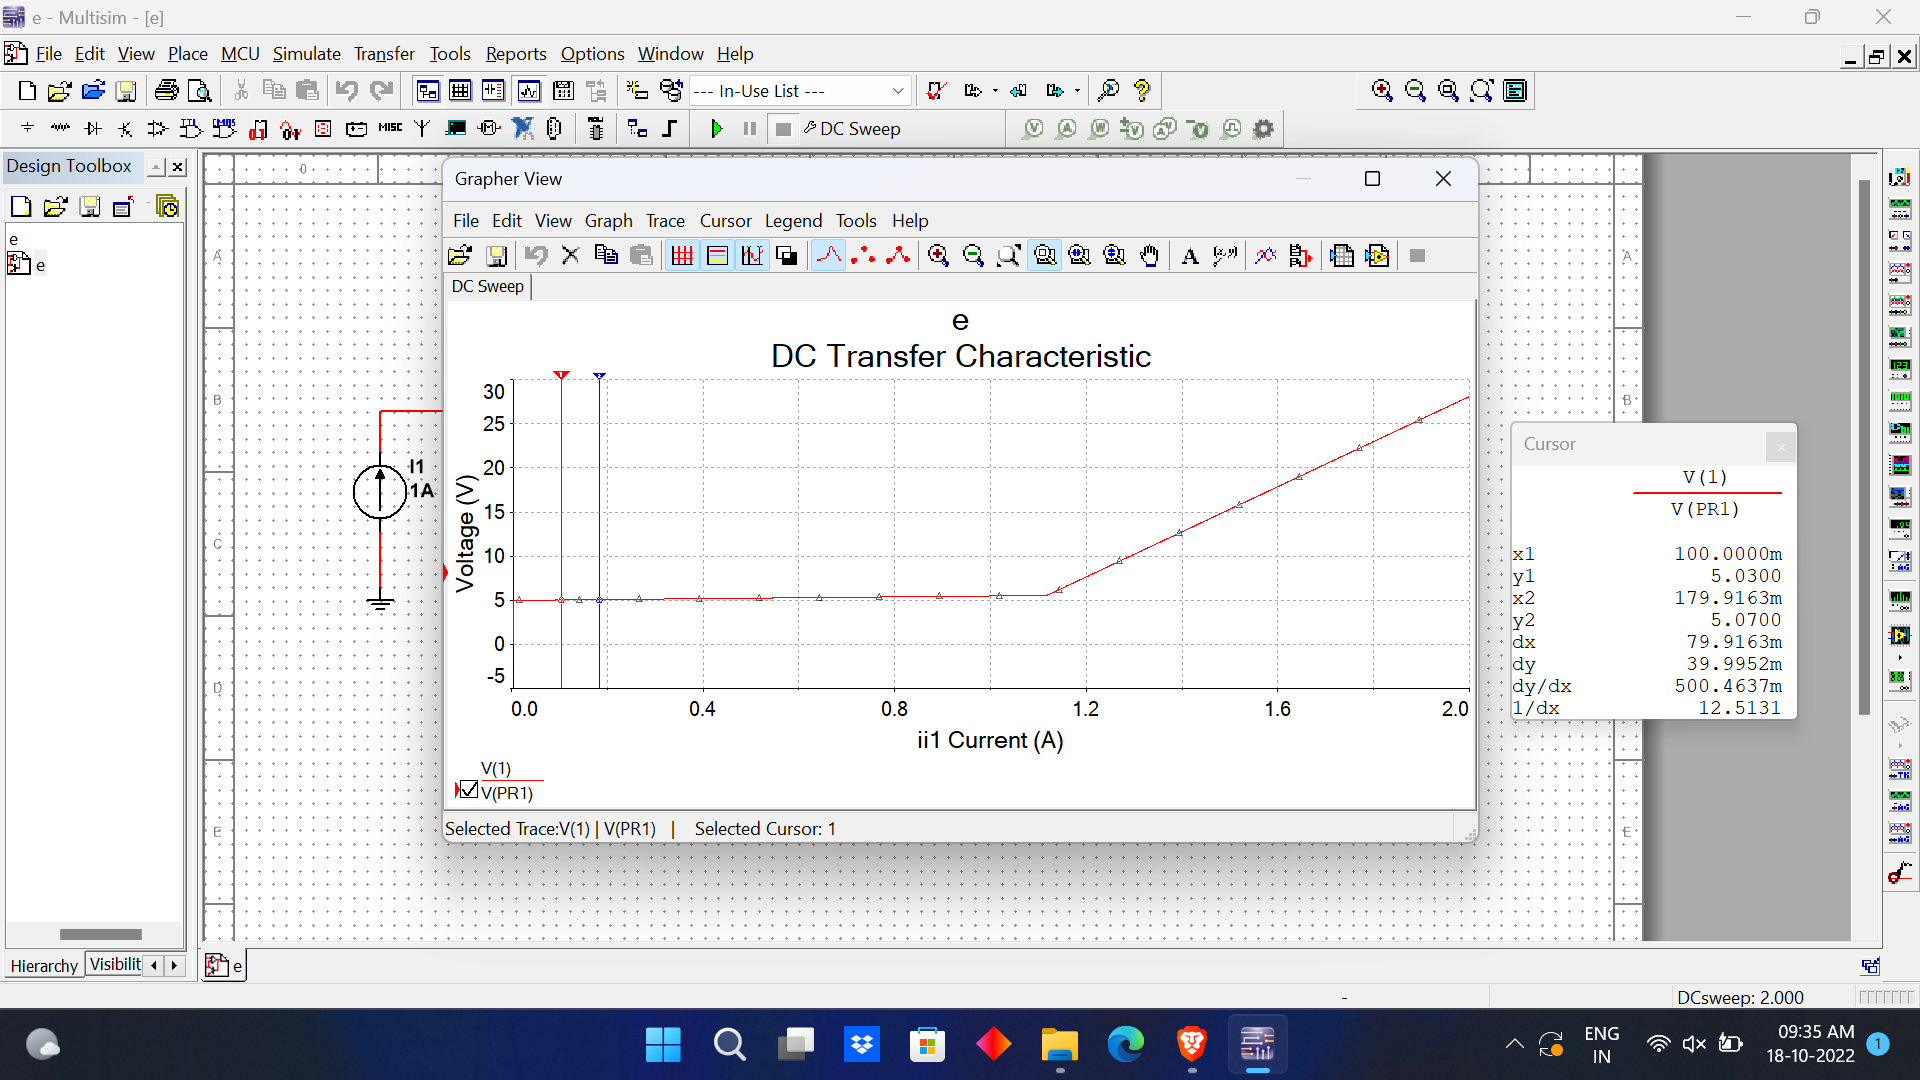 e - Multisim - [e]
File Edit View Place MCU Simulate Transfer Tools Reports Options Window Help
--- In-Use List ---
MISC
DC Sweep
Design Toolbox
e
e
Hierarchy Visibilit
0
A
B
C
D
E
A
B
E
I1
1A
Grapher View
File Edit View Graph Trace Cursor Legend Tools Help
DC Sweep
e
DC Transfer Characteristic
30
25
20
15
10
5
0
-5
Voltage (V)
0.0 0.4 0.8 1.2 1.6 2.0
ii1 Current (A)
V(1)
V(PR1)
Selected Trace:V(1) | V(PR1) | Selected Cursor: 1
Cursor
V(1)
V(PR1)
x1 100.0000m
y1 5.0300
x2 179.9163m
y2 5.0700
dx 79.9163m
dy 39.9952m
dy/dx 500.4637m
1/dx 12.5131
e
-
DCsweep: 2.000
ENG
IN
09:35 AM
18-10-2022
1